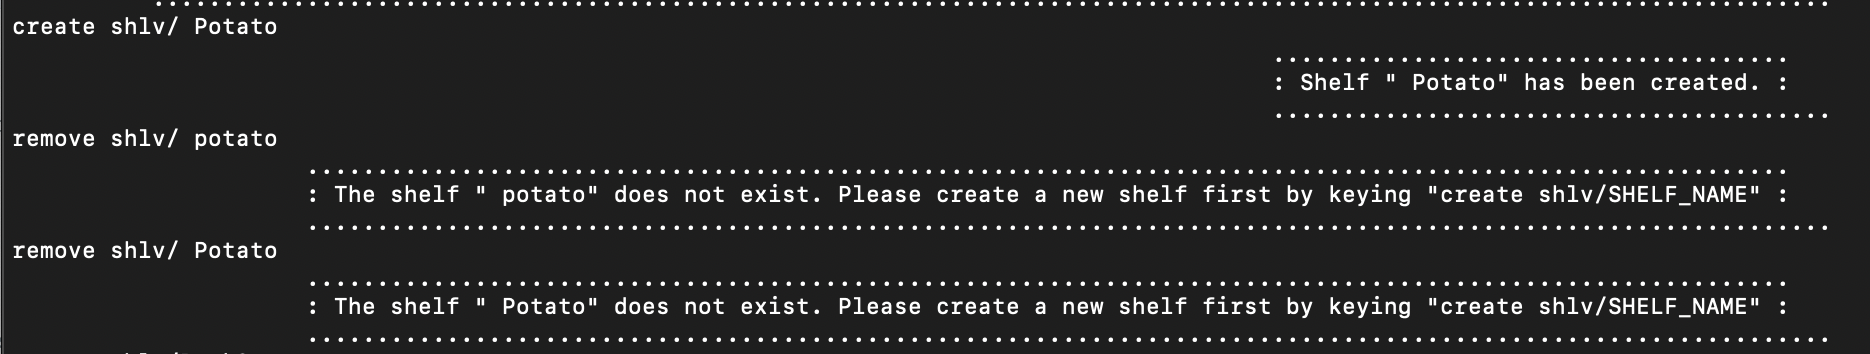 create shlv/ Potato
: Shelf " Potato" has been created. :
remove shlv/ potato
: The shelf " potato" does not exist. Please create a new shelf first by keying "create shlv/SHELF_NAME" :
remove shlv/ Potato
: The shelf " Potato" does not exist. Please create a new shelf first by keying "create shlv/SHELF_NAME" :